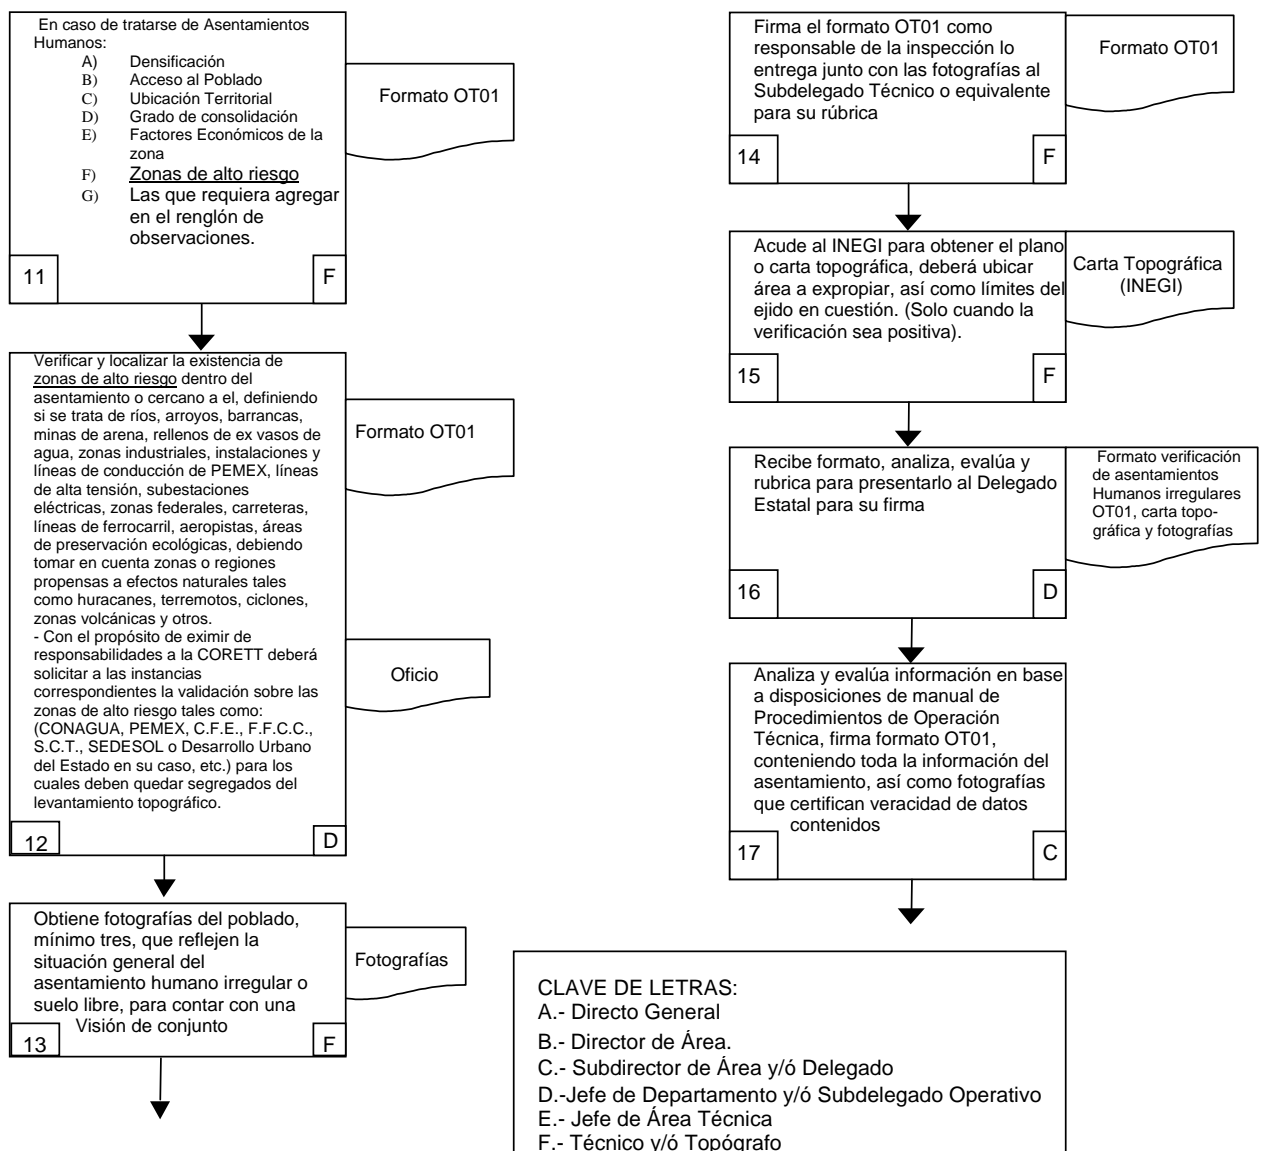 En caso de tratarse de Asentamientos
Humanos:
A) Densificación
B) Acceso al Poblado
C) Ubicación Territorial
D) Grado de consolidación
E) Factores Económicos de la
zona
F) Zonas de alto riesgo
G) Las que requiera agregar
en el renglón de
observaciones.
11 F
Formato OT01
Verificar y localizar la existencia de
zonas de alto riesgo dentro del
asentamiento o cercano a el, definiendo
si se trata de ríos, arroyos, barrancas,
minas de arena, rellenos de ex vasos de
agua, zonas industriales, instalaciones y
líneas de conducción de PEMEX, líneas
de alta tensión, subestaciones
eléctricas, zonas federales, carreteras,
líneas de ferrocarril, aeropistas, áreas
de preservación ecológicas, debiendo
tomar en cuenta zonas o regiones
propensas a efectos naturales tales
como huracanes, terremotos, ciclones,
zonas volcánicas y otros.
- Con el propósito de eximir de
responsabilidades a la CORETT deberá
solicitar a las instancias
correspondientes la validación sobre las
zonas de alto riesgo tales como:
(CONAGUA, PEMEX, C.F.E., F.F.C.C.,
S.C.T., SEDESOL o Desarrollo Urbano
del Estado en su caso, etc.) para los
cuales deben quedar segregados del
levantamiento topográfico.
12 D
Formato OT01
Oficio
Obtiene fotografías del poblado,
mínimo tres, que reflejen la
situación general del
asentamiento humano irregular o
suelo libre, para contar con una
Visión de conjunto
13 F
Fotografías
Firma el formato OT01 como
responsable de la inspección lo
entrega junto con las fotografías al
Subdelegado Técnico o equivalente
para su rúbrica
14 F
Formato OT01
Acude al INEGI para obtener el plano
o carta topográfica, deberá ubicar
área a expropiar, así como límites del
ejido en cuestión. (Solo cuando la
verificación sea positiva).
15 F
Carta Topográfica
(INEGI)
Recibe formato, analiza, evalúa y
rubrica para presentarlo al Delegado
Estatal para su firma
16 D
Formato verificación
de asentamientos
Humanos irregulares
OT01, carta topo-
gráfica y fotografías
Analiza y evalúa información en base
a disposiciones de manual de
Procedimientos de Operación
Técnica, firma formato OT01,
conteniendo toda la información del
asentamiento, así como fotografías
que certifican veracidad de datos
contenidos
17 C
CLAVE DE LETRAS:
A.- Directo General
B.- Director de Área.
C.- Subdirector de Área y/ó Delegado
D.-Jefe de Departamento y/ó Subdelegado Operativo
E.- Jefe de Área Técnica
F.- Técnico y/ó Topógrafo